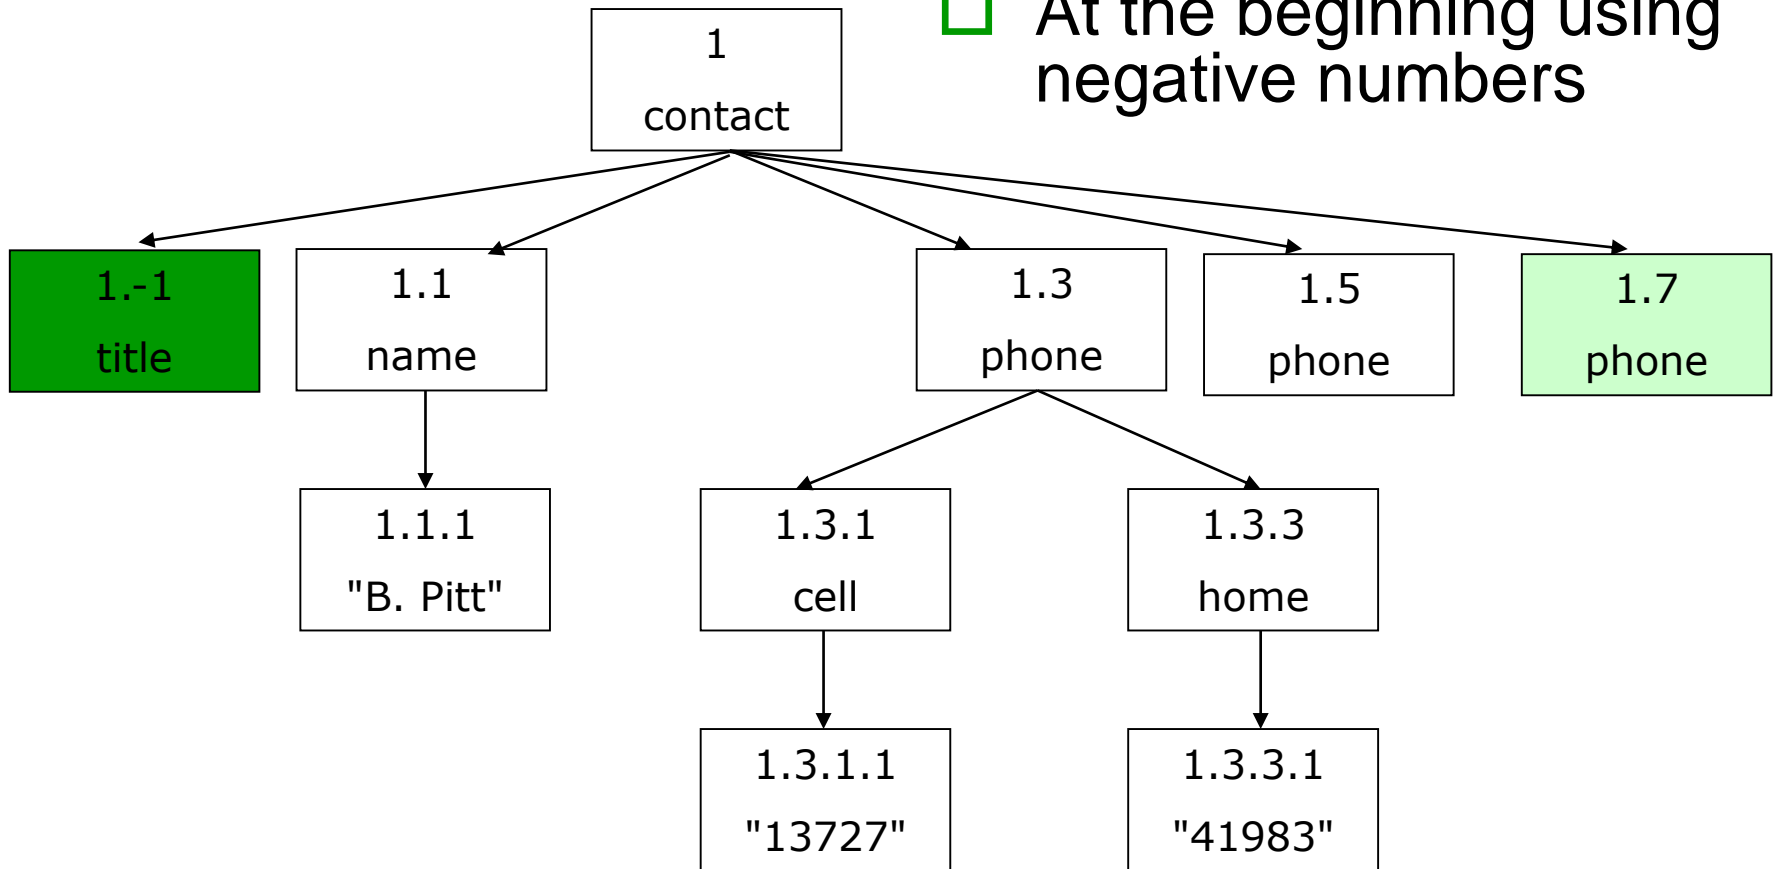 At the beginning using
negative numbers
1
contact
1.-1
title
1.1
name
1.3
phone
1.5
phone
1.7
phone
1.1.1
"B. Pitt"
1.3.1
cell
1.3.3
home
1.3.1.1
"13727"
1.3.3.1
"41983"